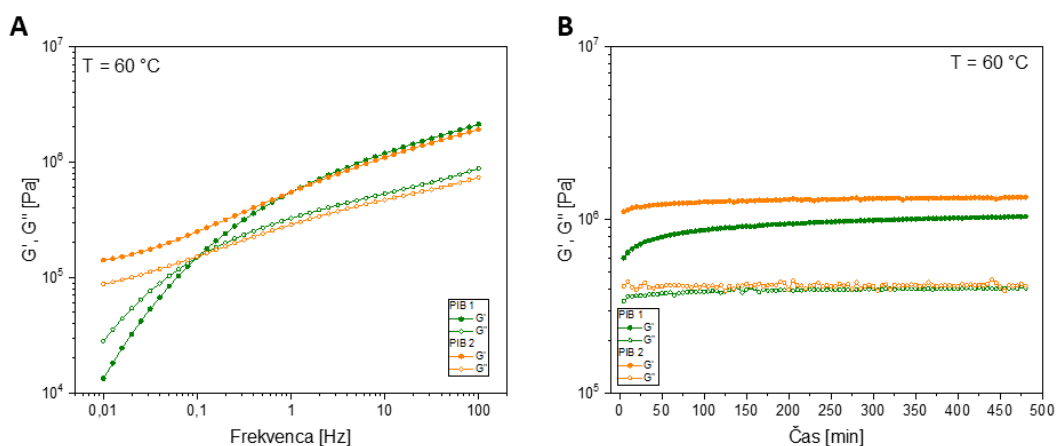 A
T = 60 °C
G', G'' [Pa]
10⁷
10⁶
10⁵
10⁴
0,01 0,1 1 10 100
Frekvenca [Hz]
PIB 1
G'
G''
PIB 2
G'
G''
B
T = 60 °C
G', G'' [Pa]
10⁷
10⁶
10⁵
0 50 100 150 200 250 300 350 400 450 500
Čas [min]
PIB 1
G'
G''
PIB 2
G'
G''